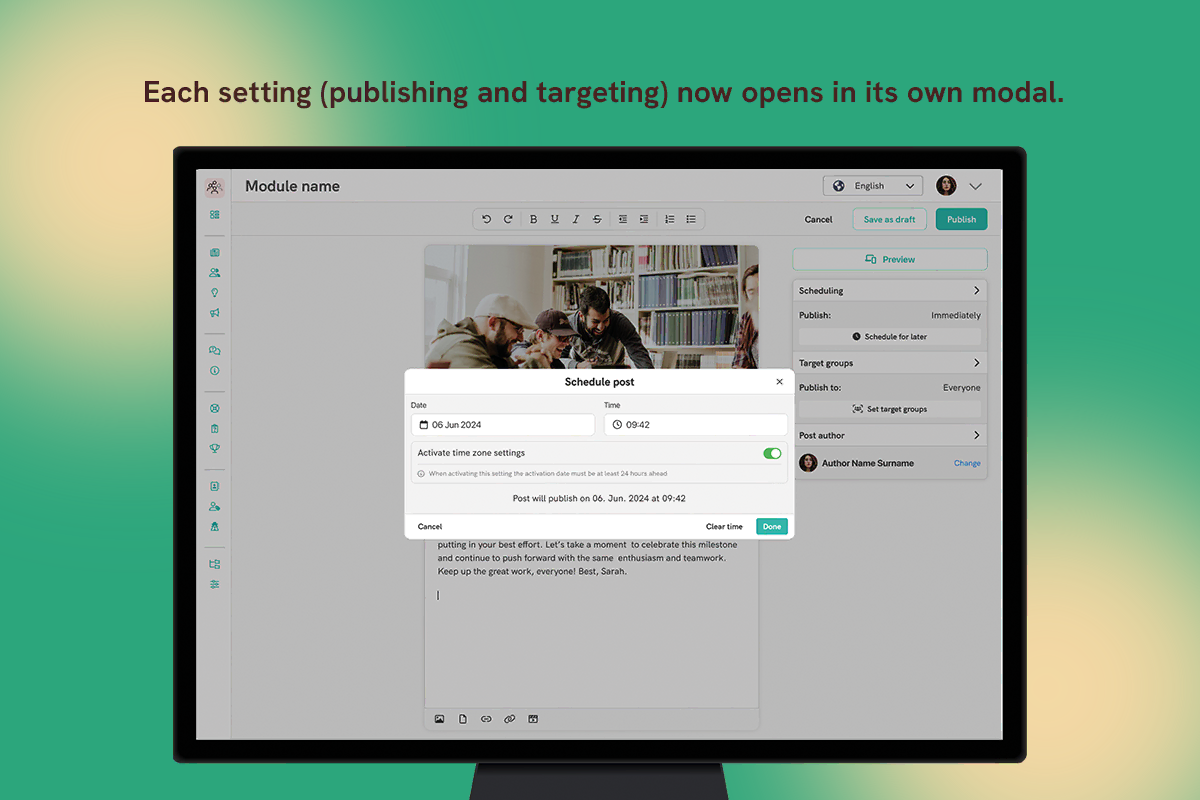 Each setting (publishing and targeting) now opens in its own modal.
Module name
English
B U I S
Cancel
Save as draft
Publish
Preview
Scheduling
Publish: Immediately
Schedule for later
Target groups
Publish to: Everyone
Set target groups
Post author
Author Name Surname Change
Schedule post
Date Time
06 Jun 2024 09:42
Activate time zone settings
When activating this setting the activation date must be at least 24 hours ahead
Post will publish on 06. Jun. 2024 at 09:42
Cancel Clear time Done
putting in your best effort. Let's take a moment to celebrate this milestone
and continue to push forward with the same enthusiasm and teamwork.
Keep up the great work, everyone! Best, Sarah.